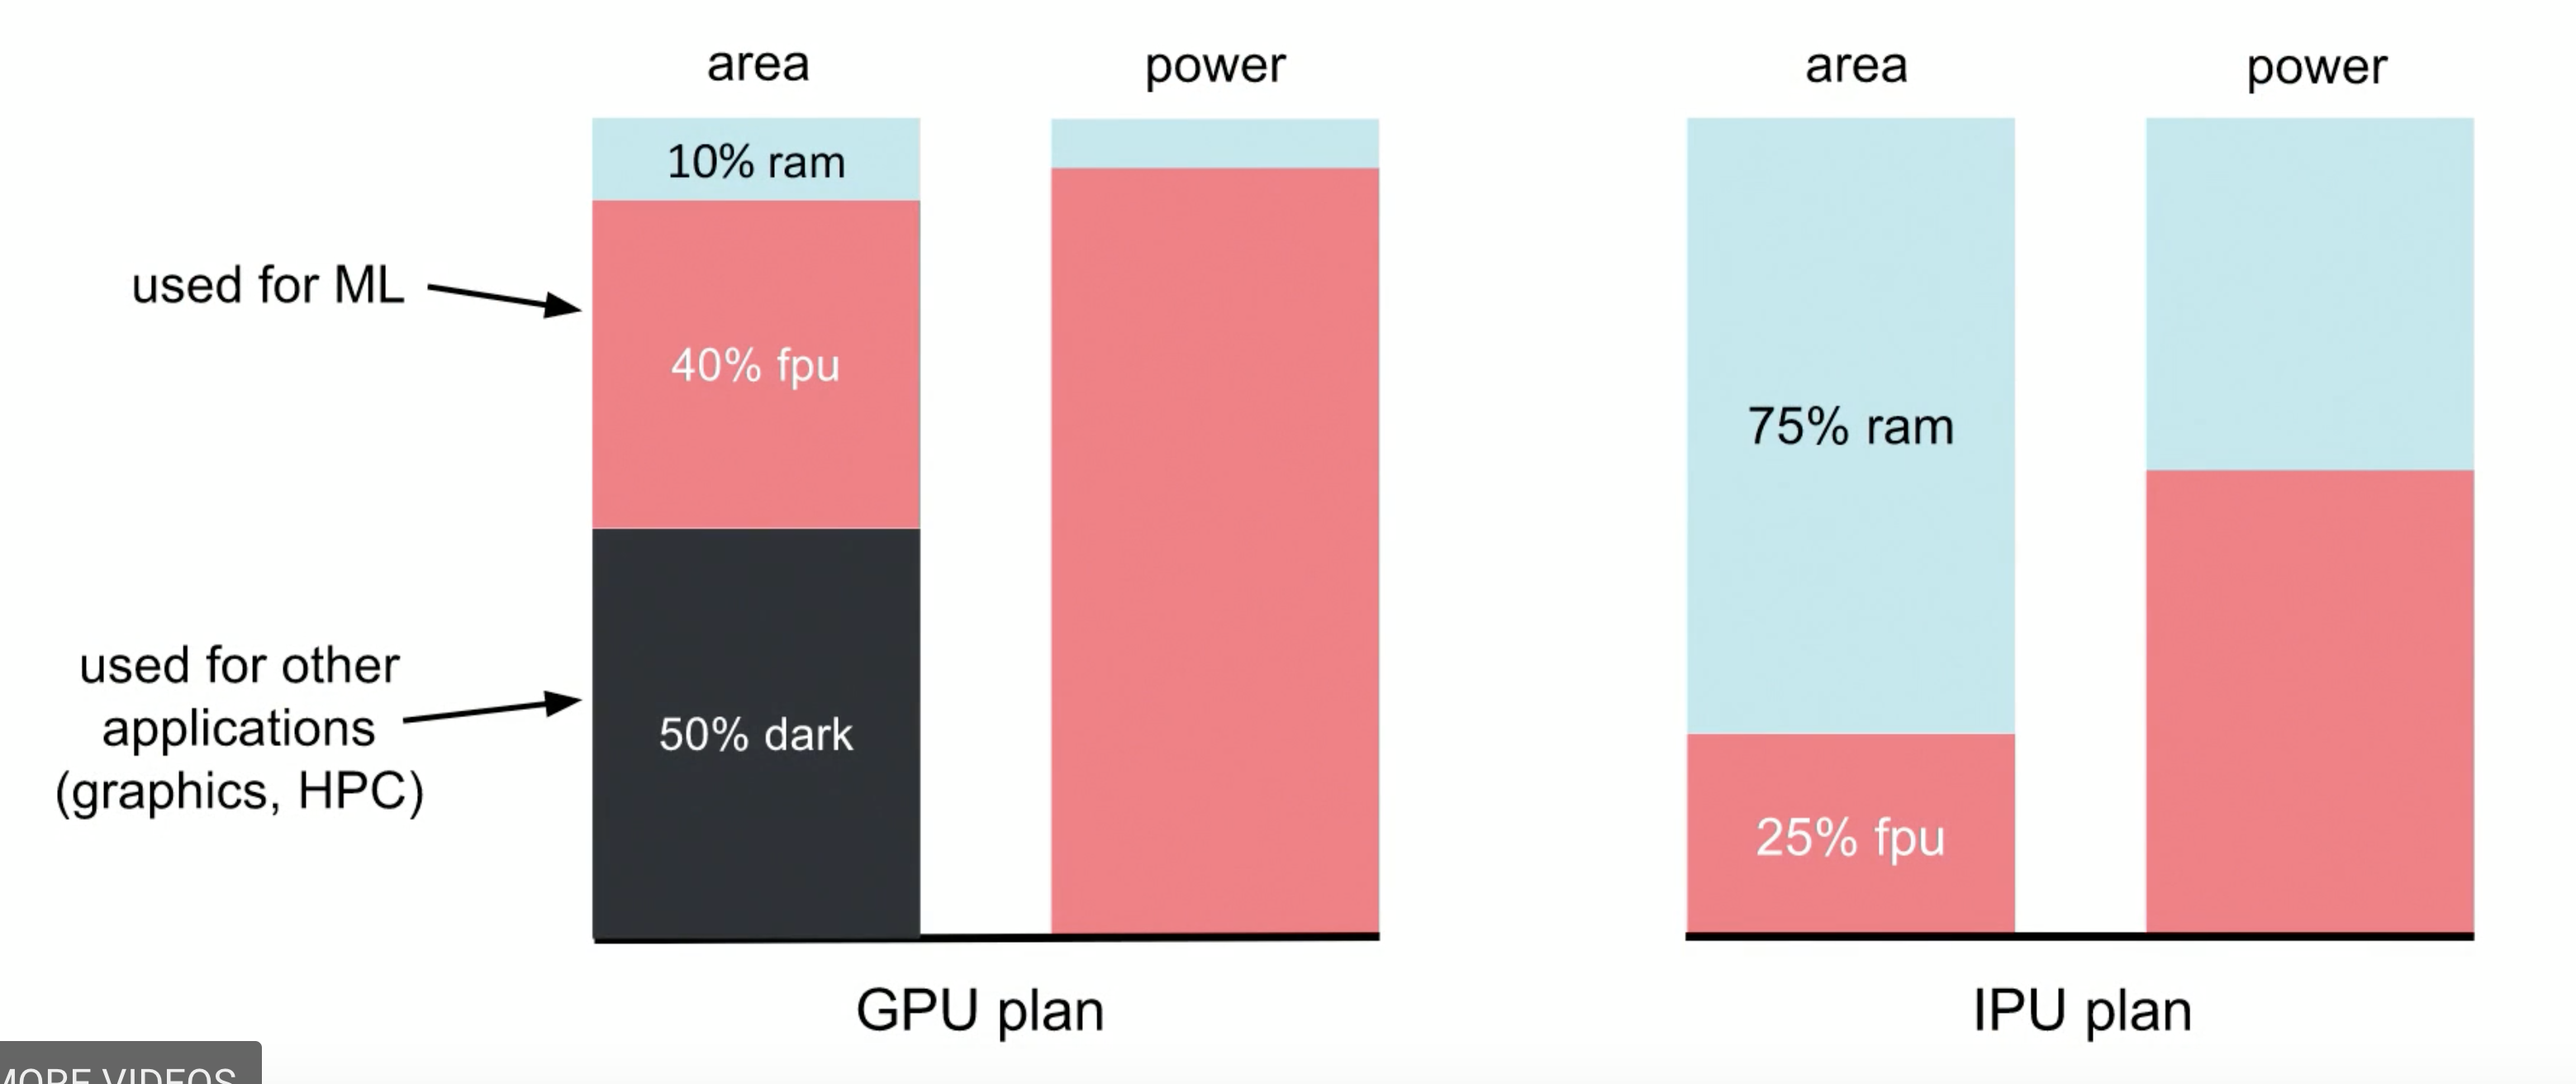 area
power
area
power
10% ram
used for ML
40% fpu
75% ram
used for other
applications
(graphics, HPC)
50% dark
25% fpu
GPU plan
IPU plan
MORE VIDEOS